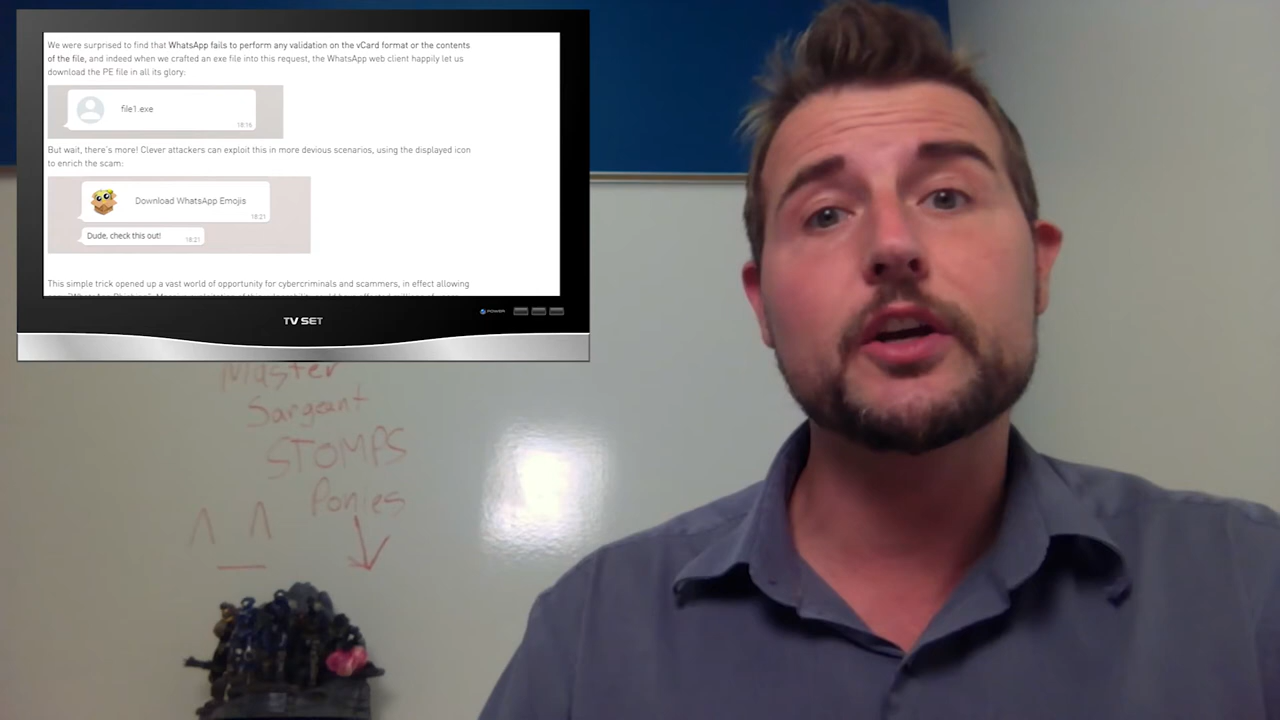 We were surprised to find that WhatsApp fails to perform any validation on the vCard format or the contents
of the file, and indeed when we crafted an exe file into this request, the WhatsApp web client happily let us
download the PE file in all its glory:
file1.exe
18:16
But wait, there's more! Clever attackers can exploit this in more devious scenarios, using the displayed icon
to enrich the scam:
Download WhatsApp Emojis
18:21
Dude, check this out!
18:21
This simple trick opened up a vast world of opportunity for cybercriminals and scammers, in effect allowing
POWER
TV SET
Master
Sargeant
STOMPS
Ponies